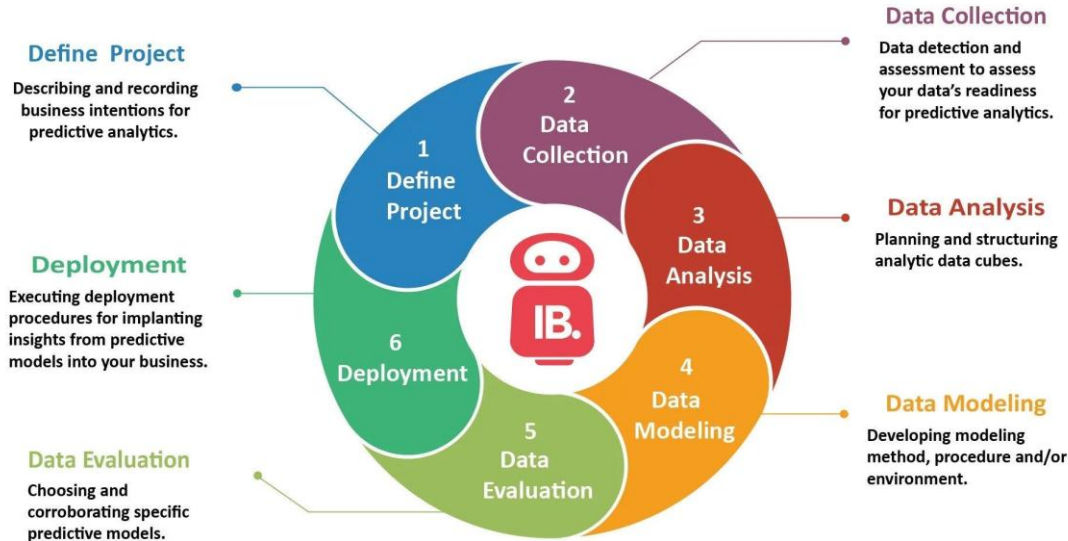 Define Project
Describing and recording
business intentions for
predictive analytics.
Data Collection
Data detection and
assessment to assess
your data's readiness
for predictive analytics.
1
Define
Project
2
Data
Collection
3
Data
Analysis
Data Analysis
Planning and structuring
analytic data cubes.
Deployment
Executing deployment
procedures for implanting
insights from predictive
models into your business.
IB.
6
Deployment
4
Data
Modeling
Data Modeling
Developing modeling
method, procedure and/or
environment.
5
Data
Evaluation
Data Evaluation
Choosing and
corroborating specific
predictive models.